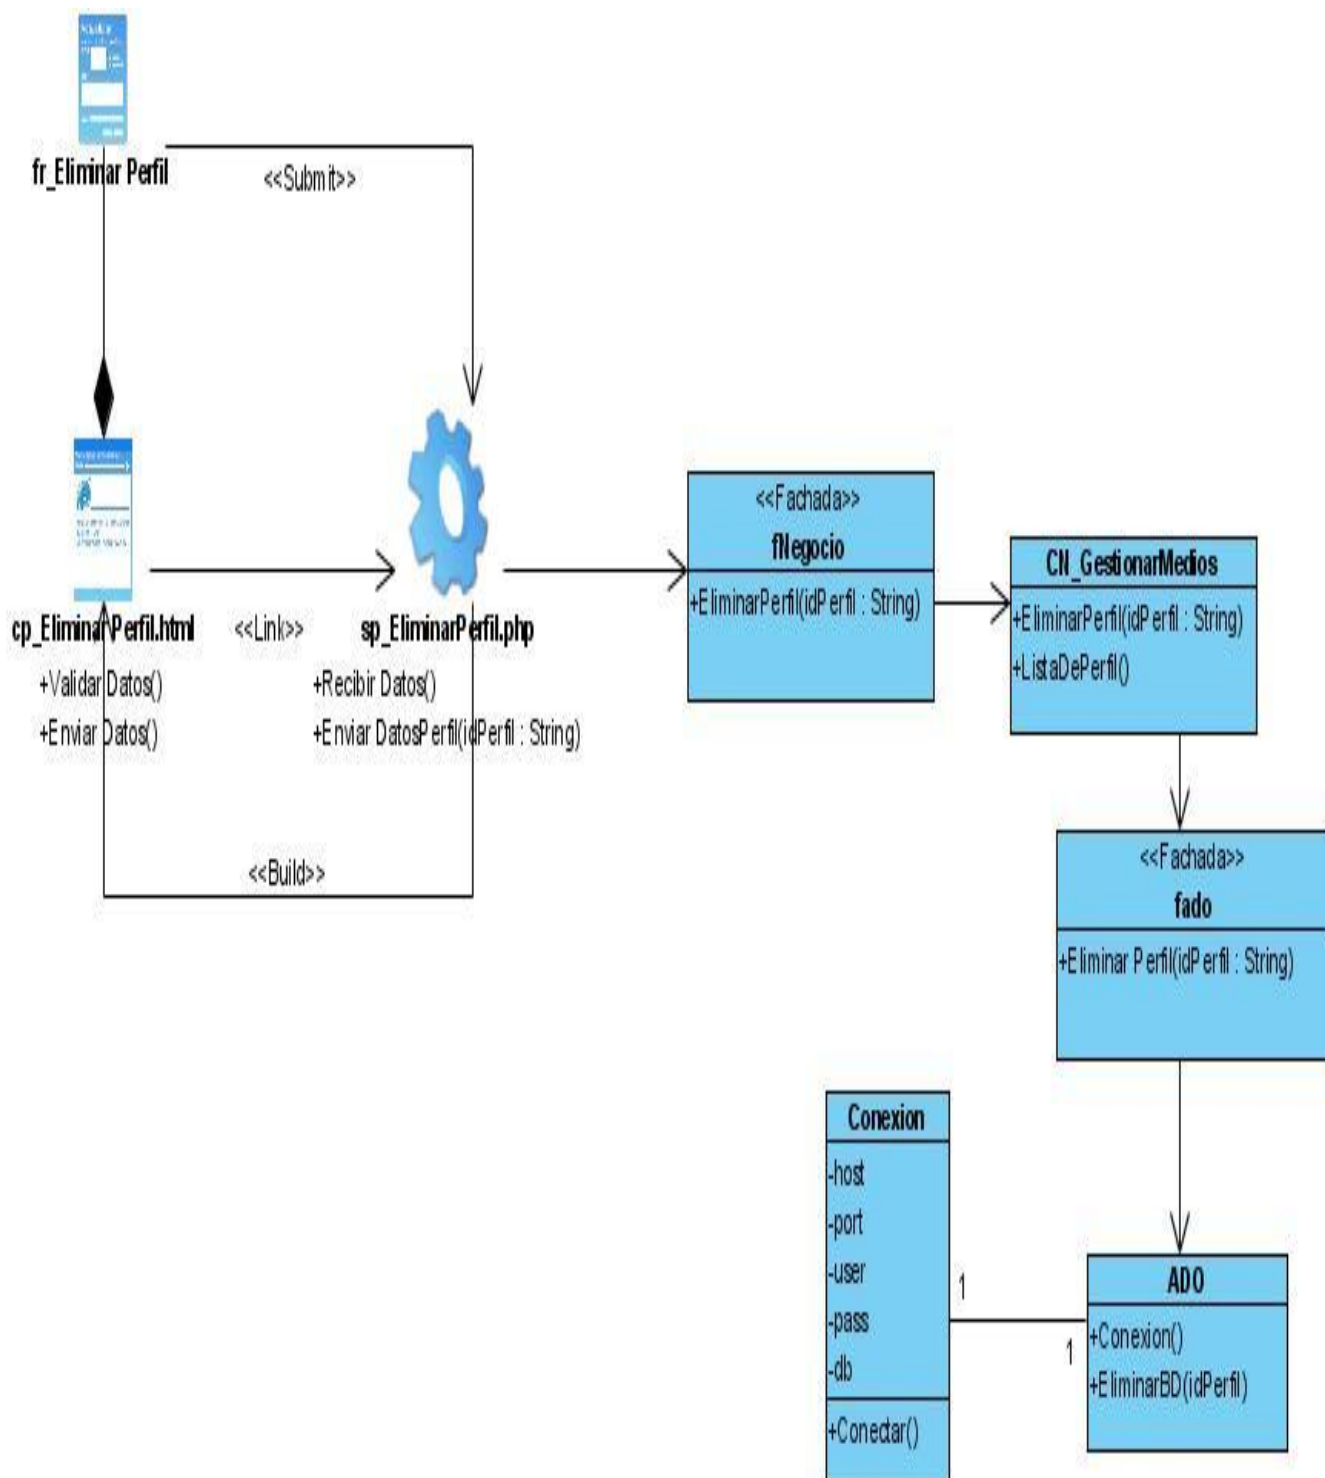 fr_Eliminar Perfil
<<Submit>>
cp_Eliminar Perfil.html
+Validar Datos()
+Enviar Datos()
<<Link>>
sp_EliminarPerfil.php
+Recibir Datos()
+Enviar DatosPerfil(idPerfil : String)
<<Build>>
<<Fachada>>
fNegocio
+EliminarPerfil(idPerfil : String)
CN_GestionarMedios
+EliminarPerfil(idPerfil : String)
+ListaDePerfil()
<<Fachada>>
fado
+Eliminar Perfil(idPerfil : String)
Conexion
-host
-port
-user
-pass
-db
+Conectar()
1
1
ADO
+Conexion()
+EliminarBD(idPerfil)